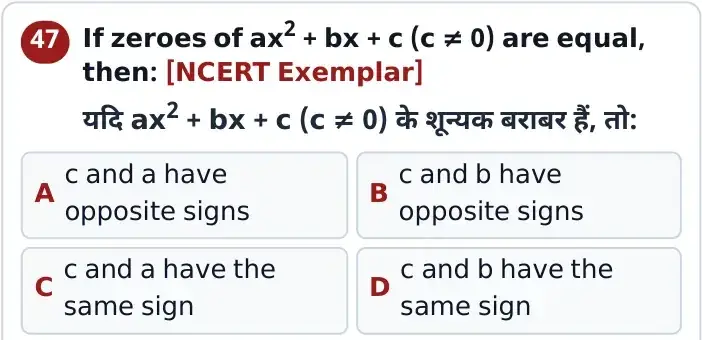 47 If zeroes of ax² + bx + c (c ≠ 0) are equal,
then: [NCERT Exemplar]
यदि ax² + bx + c (c ≠ 0) के शून्यक बराबर हैं, तो:
A c and a have
opposite signs
B c and b have
opposite signs
C c and a have the
same sign
D c and b have the
same sign